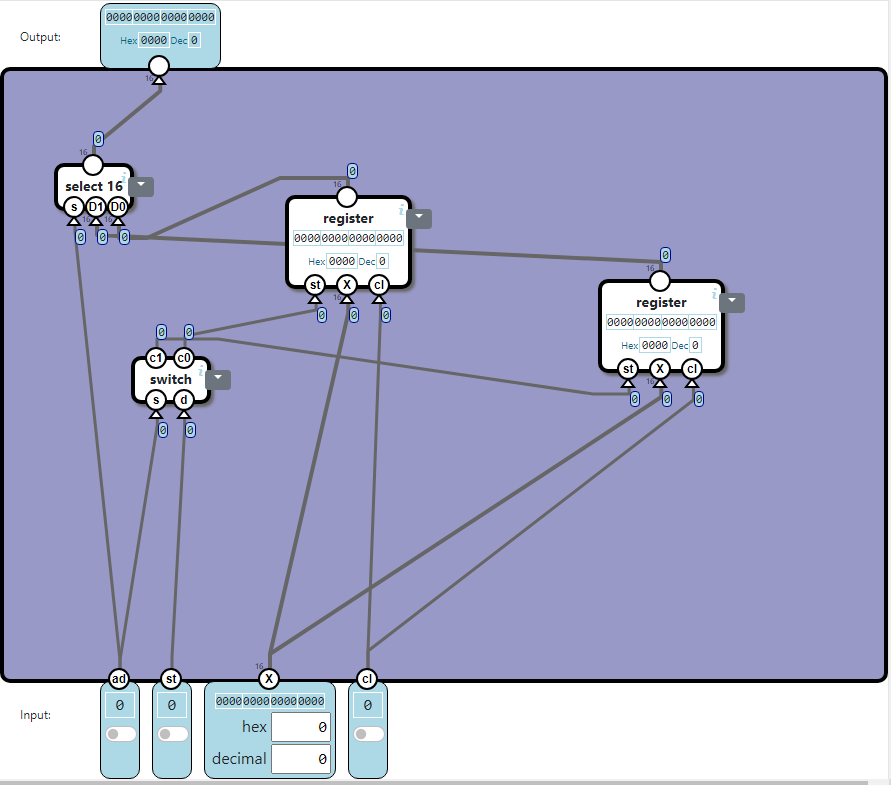 0000000000000000
Output:
Hex 0000 Dec 0
16
0
16
select 16
i
s D1 D0
16 16
0 0 0
0
16
register
i
0000000000000000
Hex 0000 Dec 0
st X cl
16
0 0 0
0
16
register
i
0000000000000000
Hex 0000 Dec 0
st X cl
16
0 0 0
0 0
c1 c0
switch
i
s d
0 0
16
ad st X cl
0 0 0000000000000000 0
Input:
hex 0
decimal 0